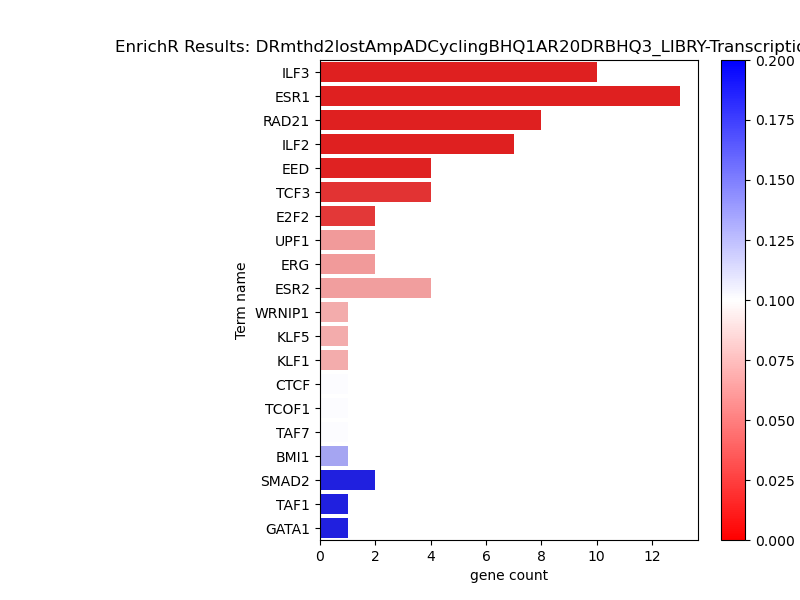 EnrichR Results: DRmthd2lostAmpADCyclingBHQ1AR20DRBHQ3_LIBRY-Transcriptio
ILF3
ESR1
RAD21
ILF2
EED
TCF3
E2F2
UPF1
ERG
ESR2
WRNIP1
KLF5
KLF1
CTCF
TCOF1
TAF7
BMI1
SMAD2
TAF1
GATA1
Term name
0 2 4 6 8 10 12
gene count
0.200
0.175
0.150
0.125
0.100
0.075
0.050
0.025
0.000